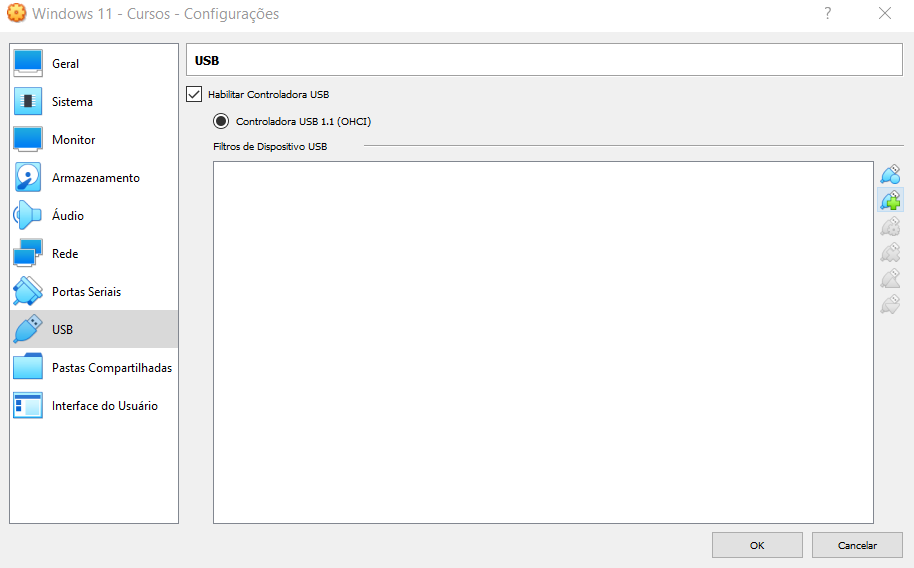 Windows 11 - Cursos - Configurações
?
Geral
Sistema
Monitor
Armazenamento
Áudio
Rede
Portas Seriais
USB
Pastas Compartilhadas
Interface do Usuário
USB
Habilitar Controladora USB
Controladora USB 1.1 (OHCI)
Filtros de Dispositivo USB
OK
Cancelar